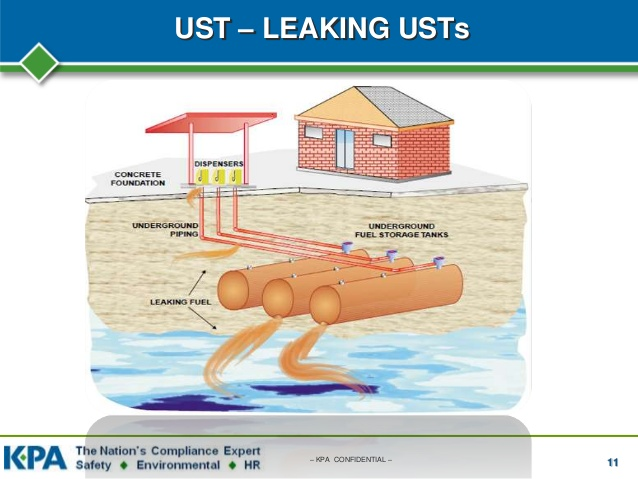 UST – LEAKING USTs
DISPENSERS
CONCRETE
FOUNDATION
UNDERGROUND
PIPING
UNDERGROUND
FUEL STORAGE TANKS
LEAKING FUEL
KPA
The Nation's Compliance Expert
Safety ♦ Environmental ♦ HR
– KPA CONFIDENTIAL –
11